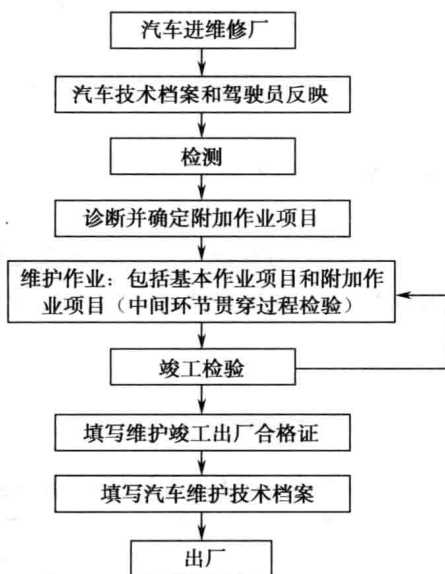 汽车进维修厂
汽车技术档案和驾驶员反映
检测
诊断并确定附加作业项目
维护作业：包括基本作业项目和附加作
业项目（中间环节贯穿过程检验）
竣工检验
填写维护竣工出厂合格证
填写汽车维护技术档案
出厂